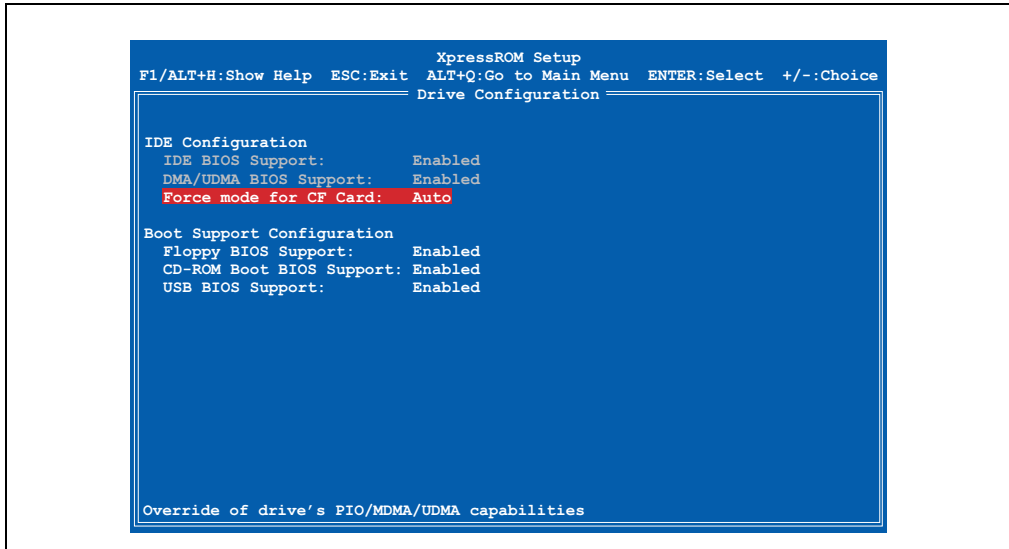 XpressROM Setup
F1/ALT+H:Show Help  ESC:Exit  ALT+Q:Go to Main Menu  ENTER:Select  +/-:Choice
Drive Configuration
IDE Configuration
IDE BIOS Support: Enabled
DMA/UDMA BIOS Support: Enabled
Force mode for CF Card: Auto
Boot Support Configuration
Floppy BIOS Support: Enabled
CD-ROM Boot BIOS Support: Enabled
USB BIOS Support: Enabled
Override of drive’s PIO/MDMA/UDMA capabilities